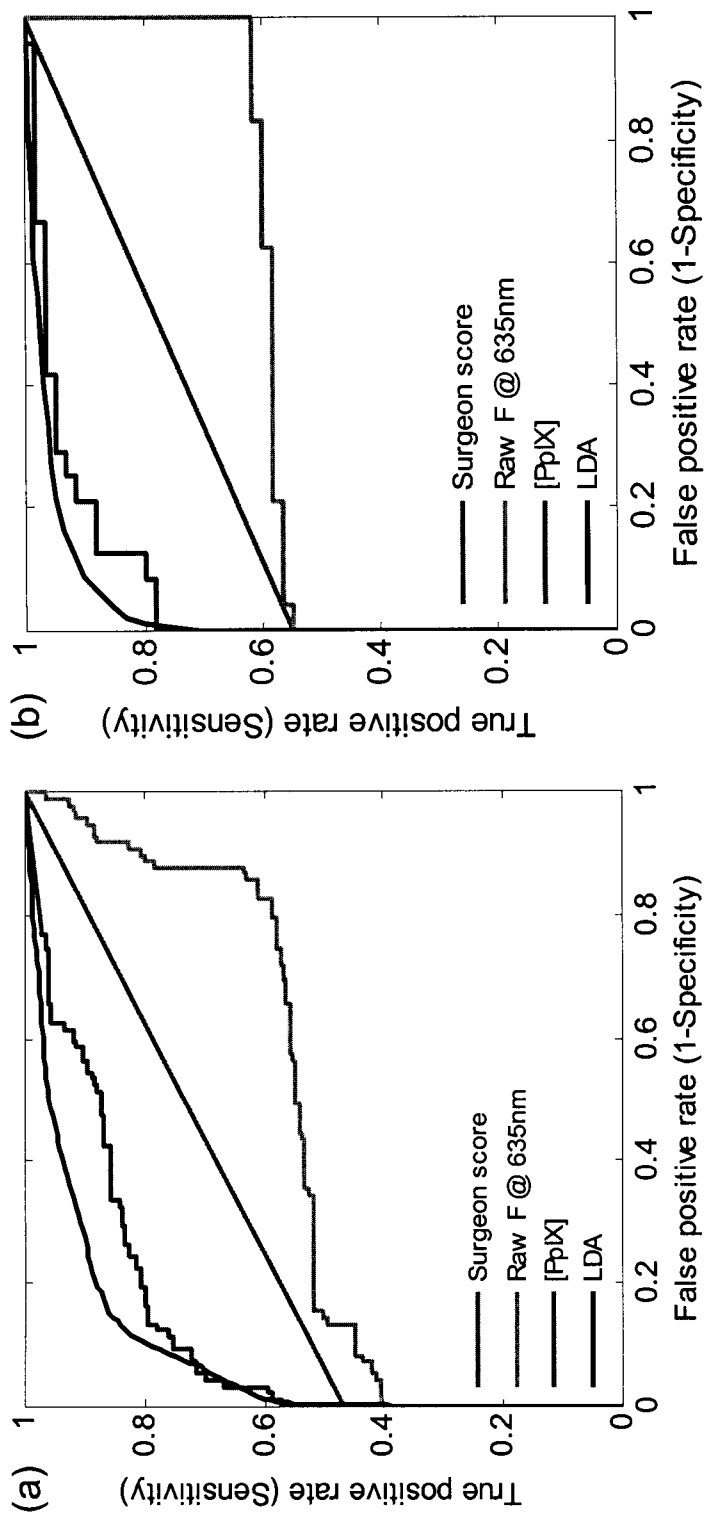 (a)
True positive rate (Sensitivity)
1
0.8
0.6
0.4
0.2
0
Surgeon score
Raw F @ 635nm
[PpIX]
LDA
0
0.2
0.4
0.6
0.8
1
False positive rate (1-Specificity)
(b)
True positive rate (Sensitivity)
1
0.8
0.6
0.4
0.2
0
Surgeon score
Raw F @ 635nm
[PpIX]
LDA
0
0.2
0.4
0.6
0.8
1
False positive rate (1-Specificity)